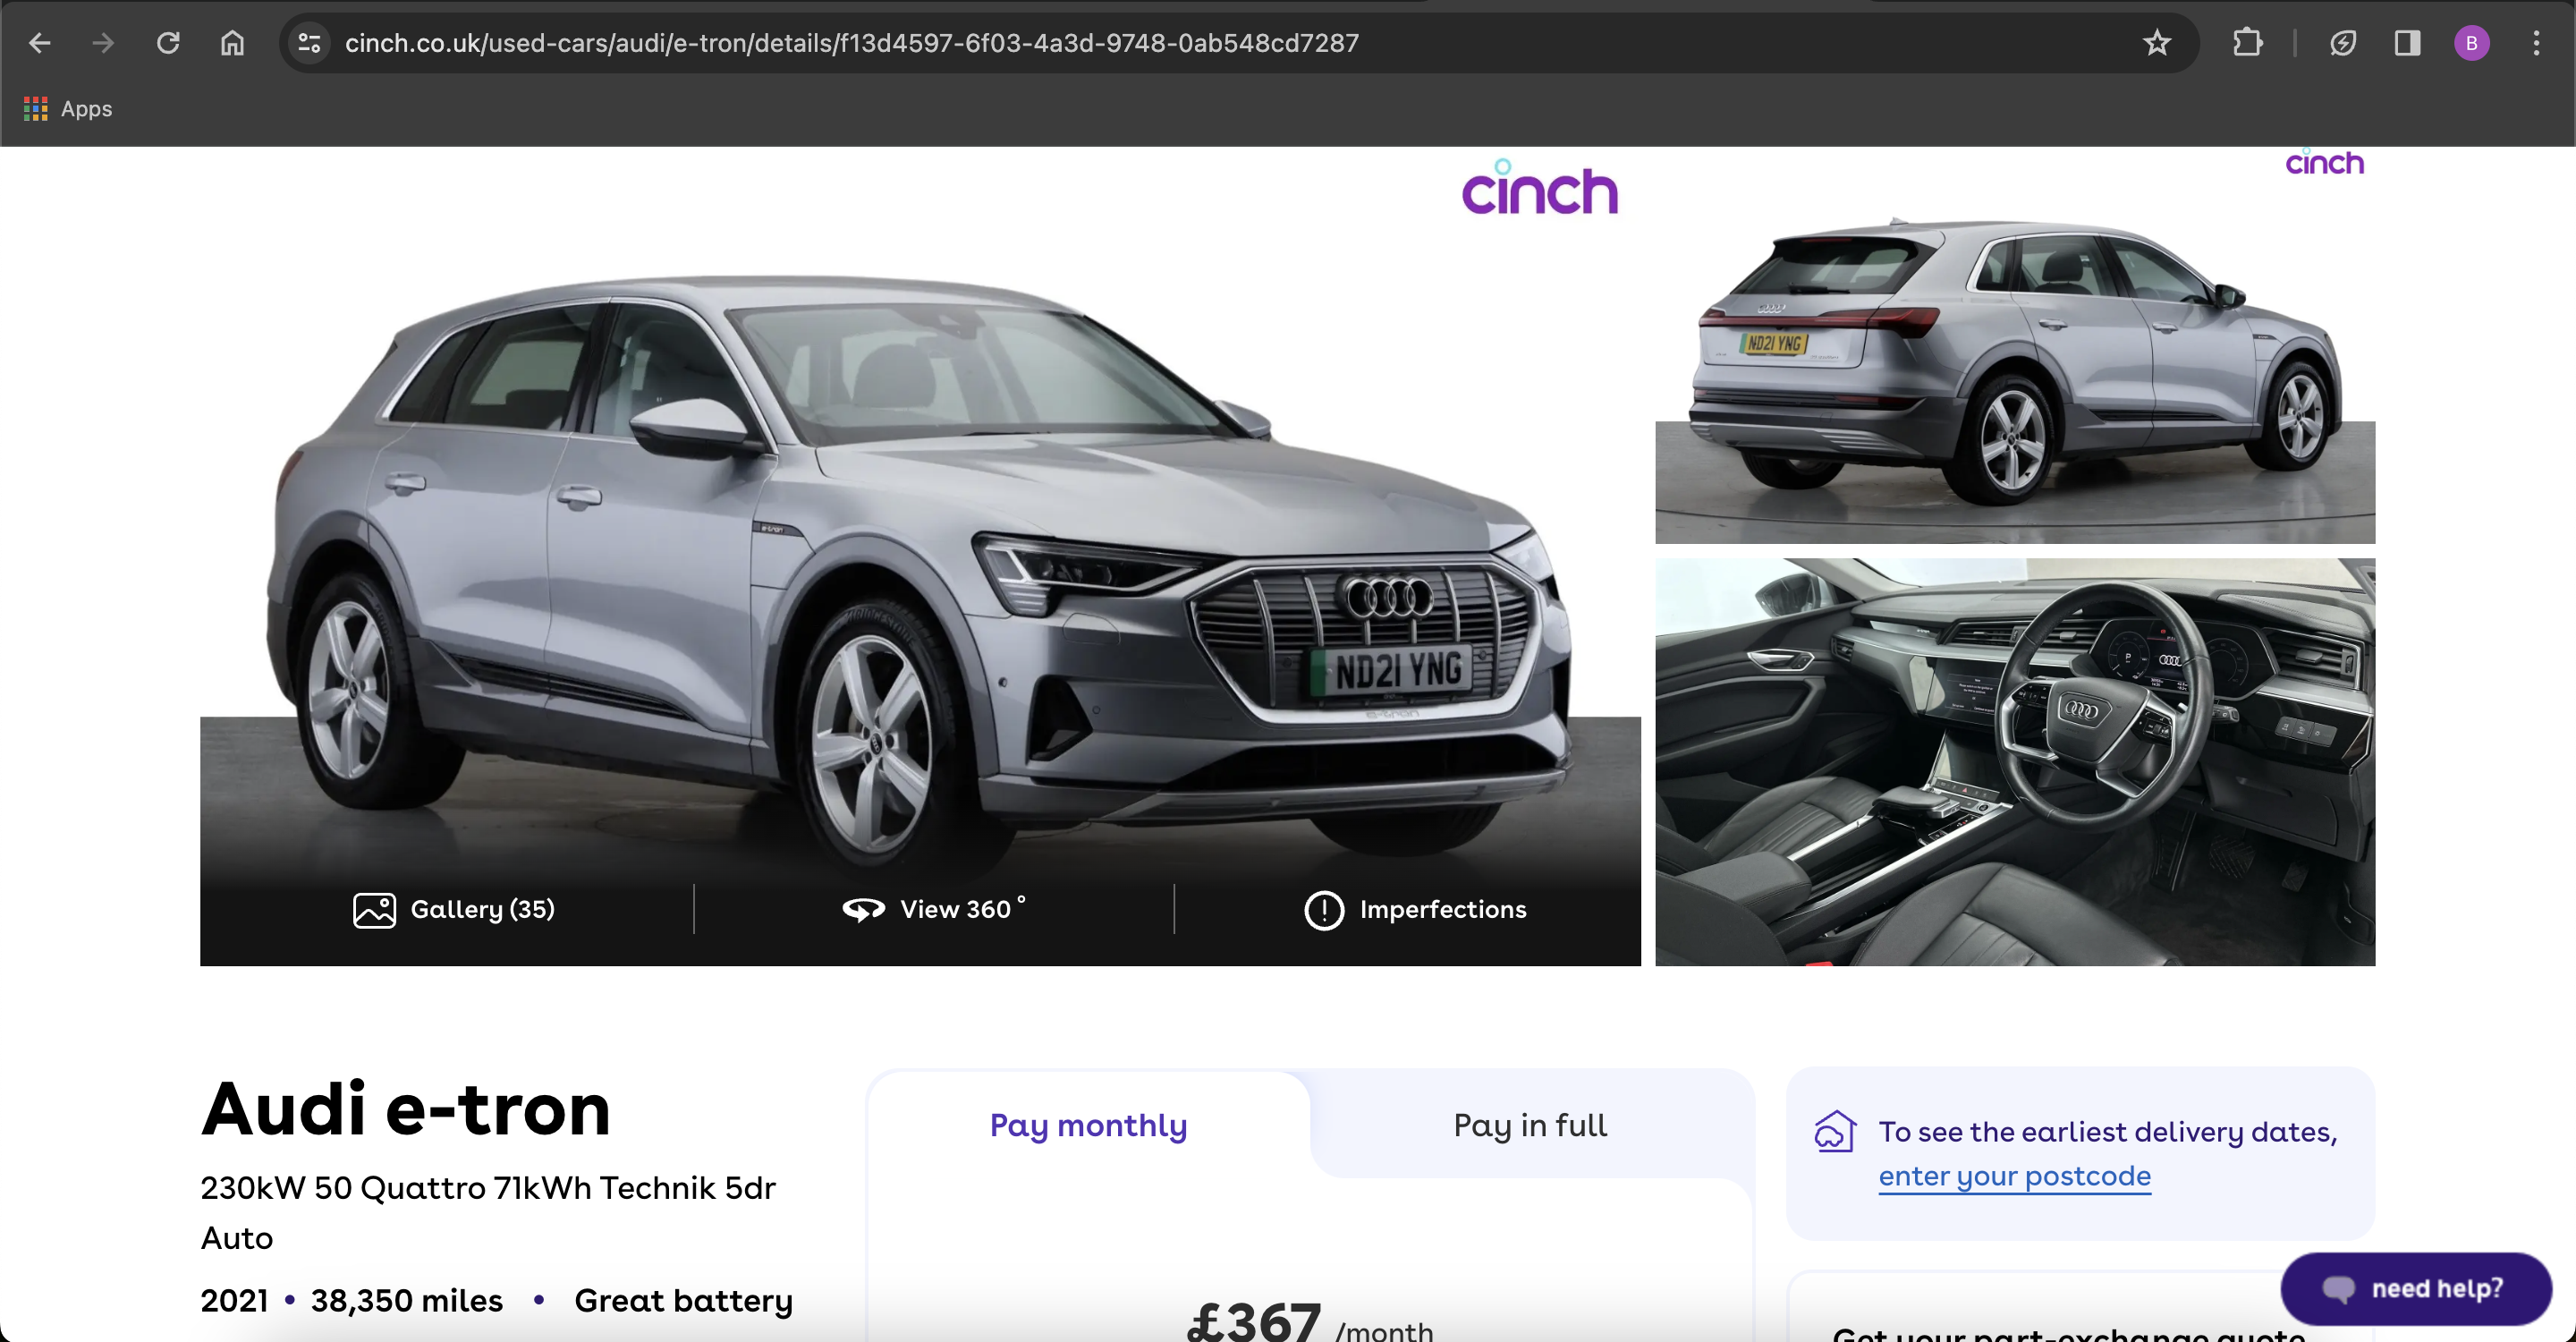 cinch.co.uk/used-cars/audi/e-tron/details/f13d4597-6f03-4a3d-9748-0ab548cd7287
B
Apps
cinch
cinch
ND21 YNG
e-tron
BRIDGESTONE
ND21 YNG
e-tron
P
Gallery (35)
View 360°
Imperfections
Audi e-tron
230kW 50 Quattro 71kWh Technik 5dr
Auto
2021 • 38,350 miles • Great battery
Pay monthly
Pay in full
£367 /month
To see the earliest delivery dates,
enter your postcode
need help?
Get your part-exchange quote